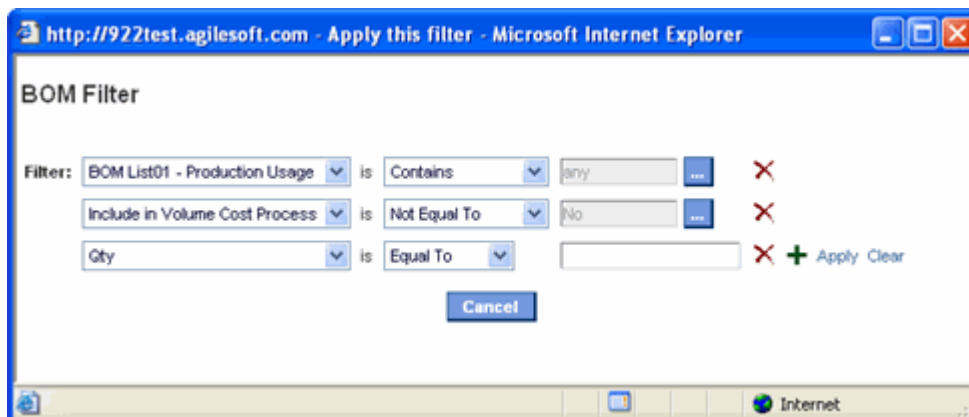 http://922test.agilesoft.com - Apply this filter - Microsoft Internet Explorer
BOM Filter
Filter: BOM List01 - Production Usage is Contains any ...
Include in Volume Cost Process is Not Equal To No ...
Qty is Equal To Apply Clear
Cancel
Internet